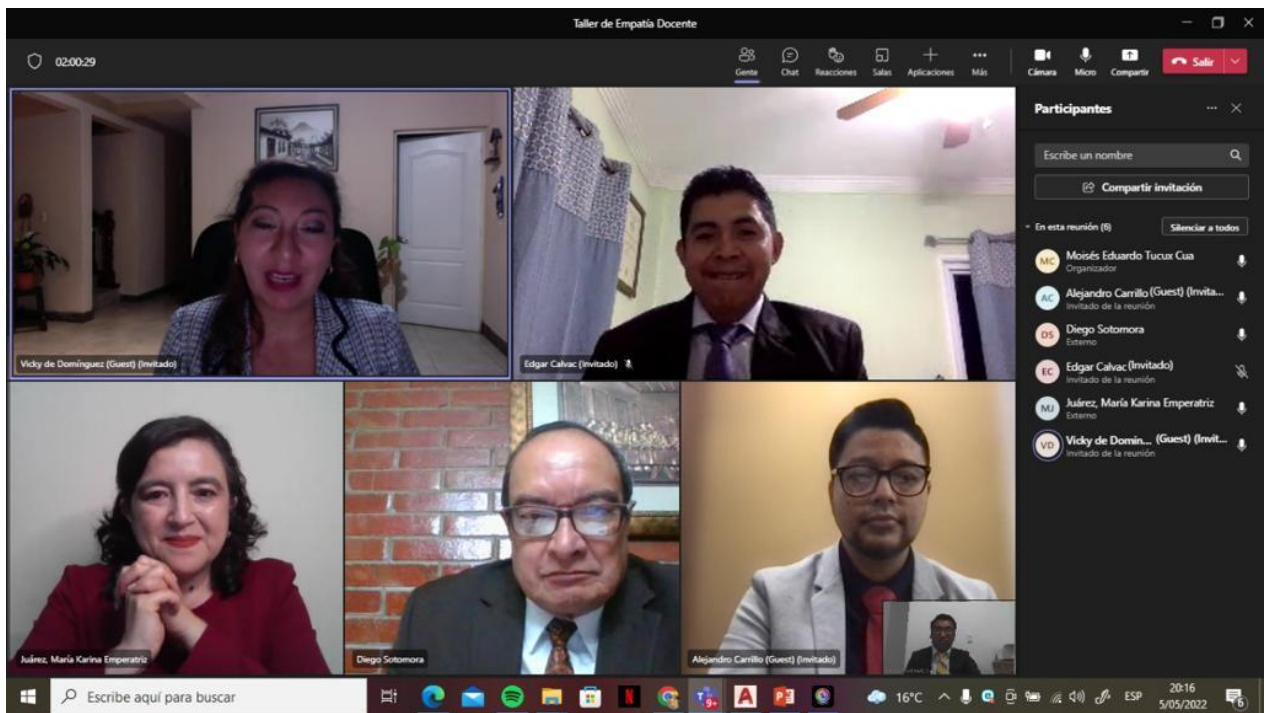 Taller de Empatía Docente
02:00:29
Gente
Chat
Reacciones
Salas
Aplicaciones
Más
Cámara
Micro
Compartir
Salir
Vicky de Domínguez (Guest) (Invitado)
Edgar Calvac (Invitado)
Juárez, María Karina Emperatriz
Diego Sotomora
Alejandro Carrillo (Guest) (Invitado)
Participantes
Escribe un nombre
Compartir invitación
En esta reunión (6)
Silenciar a todos
MC
Moisés Eduardo Tucux Cua
Organizador
AC
Alejandro Carrillo (Guest) (Invita...
Invitado de la reunión
DS
Diego Sotomora
Externo
EC
Edgar Calvac (Invitado)
Invitado de la reunión
MJ
Juárez, María Karina Emperatriz
Externo
VD
Vicky de Domín... (Guest) (Invit...
Invitado de la reunión
Escribe aquí para buscar
9+
16°C
ESP
20:16
5/05/2022
6